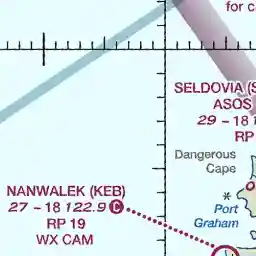 for c
SELDOVIA (S
ASOS
29 - 18 1
RP
Dangerous
Cape
NANWALEK (KEB)
27 - 18 122.9 C
RP 19
WX CAM
Port
Graham